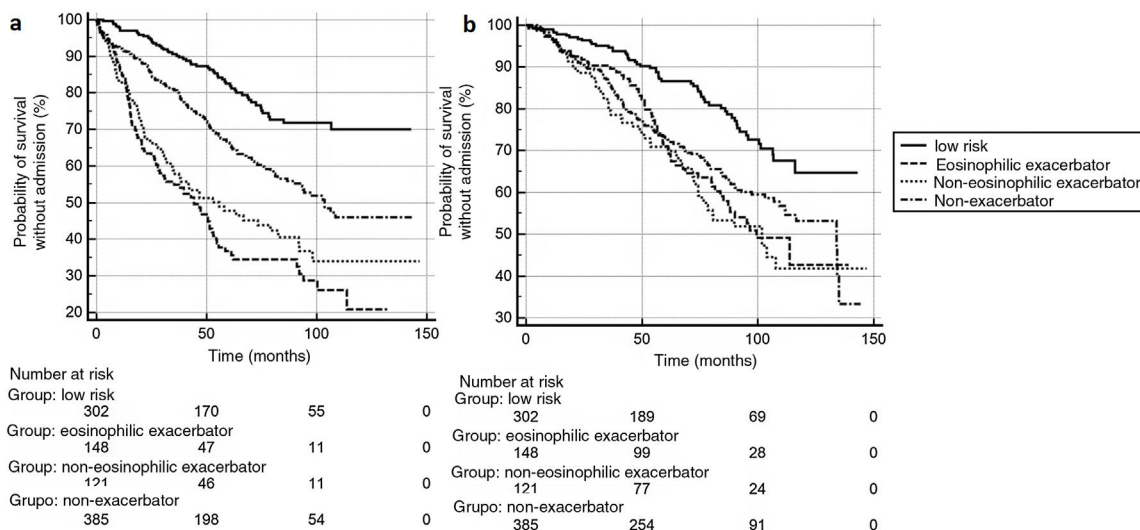 a
Probability of survival
without admission (%)
100
90
80
70
60
50
40
30
20
0
50
100
150
Time (months)
Number at risk
Group: low risk
302 170 55 0
Group: eosinophilic exacerbator
148 47 11 0
Group: non-eosinophilic exacerbator
121 46 11 0
Grupo: non-exacerbator
385 198 54 0
b
Probability of survival
without admission (%)
100
90
80
70
60
50
40
30
0
50
100
150
Time (months)
Number at risk
Group: low risk
302 189 69 0
Group: eosinophilic exacerbator
148 99 28 0
Group: non-eosinophilic exacerbator
121 77 24 0
Grupo: non-exacerbator
385 254 91 0
low risk
Eosinophilic exacerbator
Non-eosinophilic exacerbator
Non-exacerbator